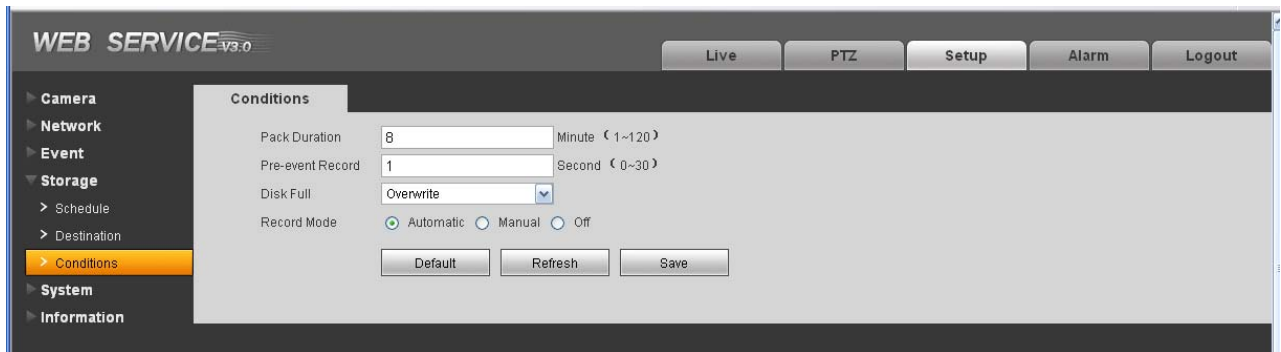 WEB SERVICE V3.0
Live PTZ Setup Alarm Logout
Camera
Network
Event
Storage
> Schedule
> Destination
> Conditions
System
Information
Conditions
Pack Duration 8 Minute (1~120)
Pre-event Record 1 Second (0~30)
Disk Full Overwrite
Record Mode Automatic Manual Off
Default Refresh Save